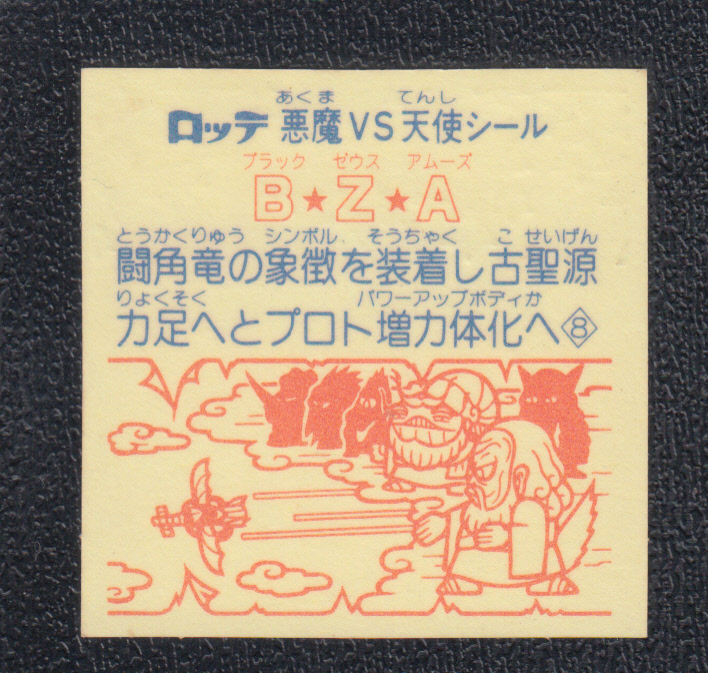 あくま てんし
ロッテ 悪魔VS天使シール
ブラック ゼウス アムーズ
B★Z★A
とうかくりゅう シンボル そうちゃく こ せいげん
闘角竜の象徴を装着し古聖源
りょくそく パワーアップボディか
力足へとプロト増力体化へ8